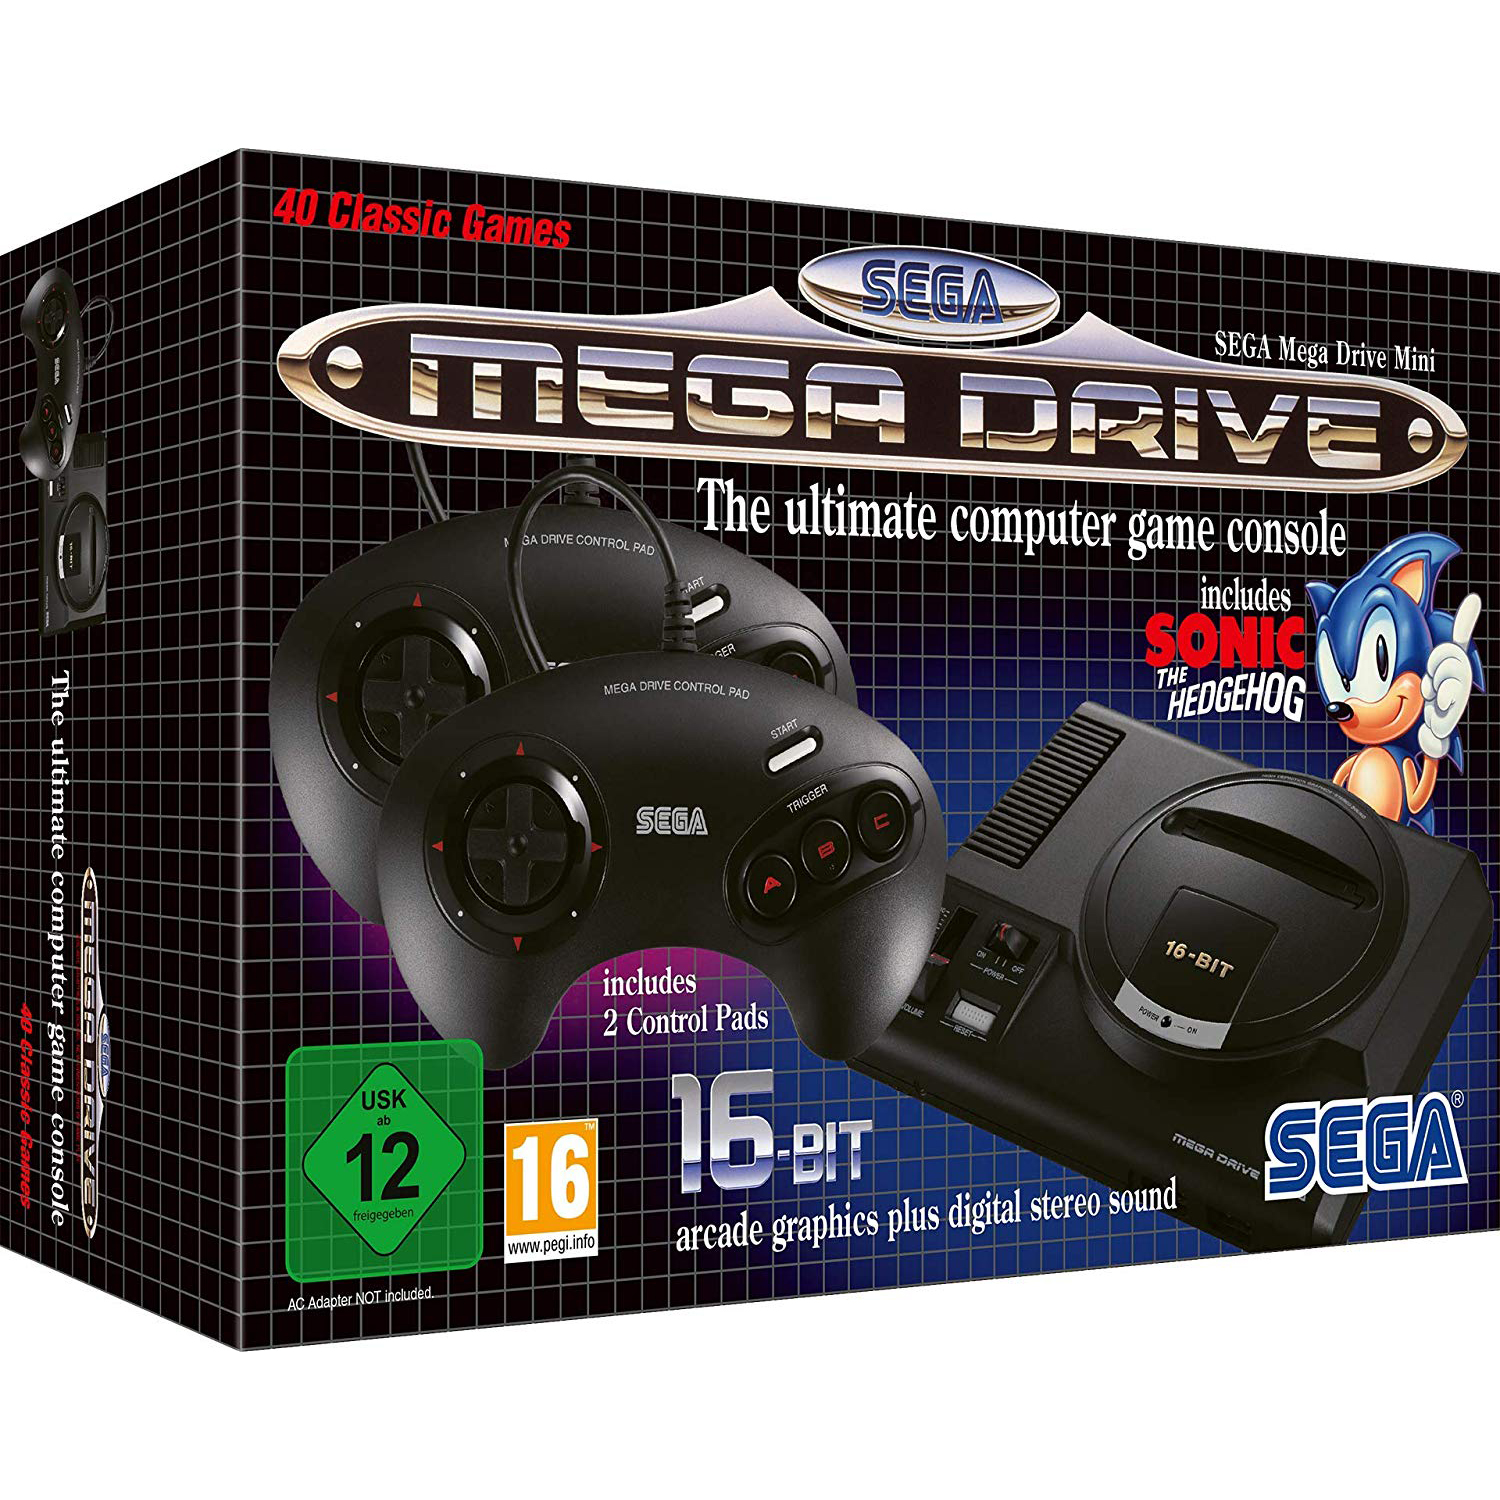 40 Classic Games
SEGA
SEGA Mega Drive Mini
MEGA DRIVE
The ultimate computer game console
includes
SONIC
THE
HEDGEHOG
MEGA DRIVE CONTROL PAD
START
TRIGGER
MEGA DRIVE CONTROL PAD
START
SEGA
TRIGGER
A
B
C
16-BIT
POWER
ON
ON
OFF
POWER
VOLUME
RESET
MEGA DRIVE
includes
2 Control Pads
16-BIT
arcade graphics plus digital stereo sound
SEGA®
USK
ab
12
freigegeben
16™
www.pegi.info
AC Adapter NOT included.
SEGA
The ultimate computer game console
SEGA
MEGA DRIVE
40 Classic Games